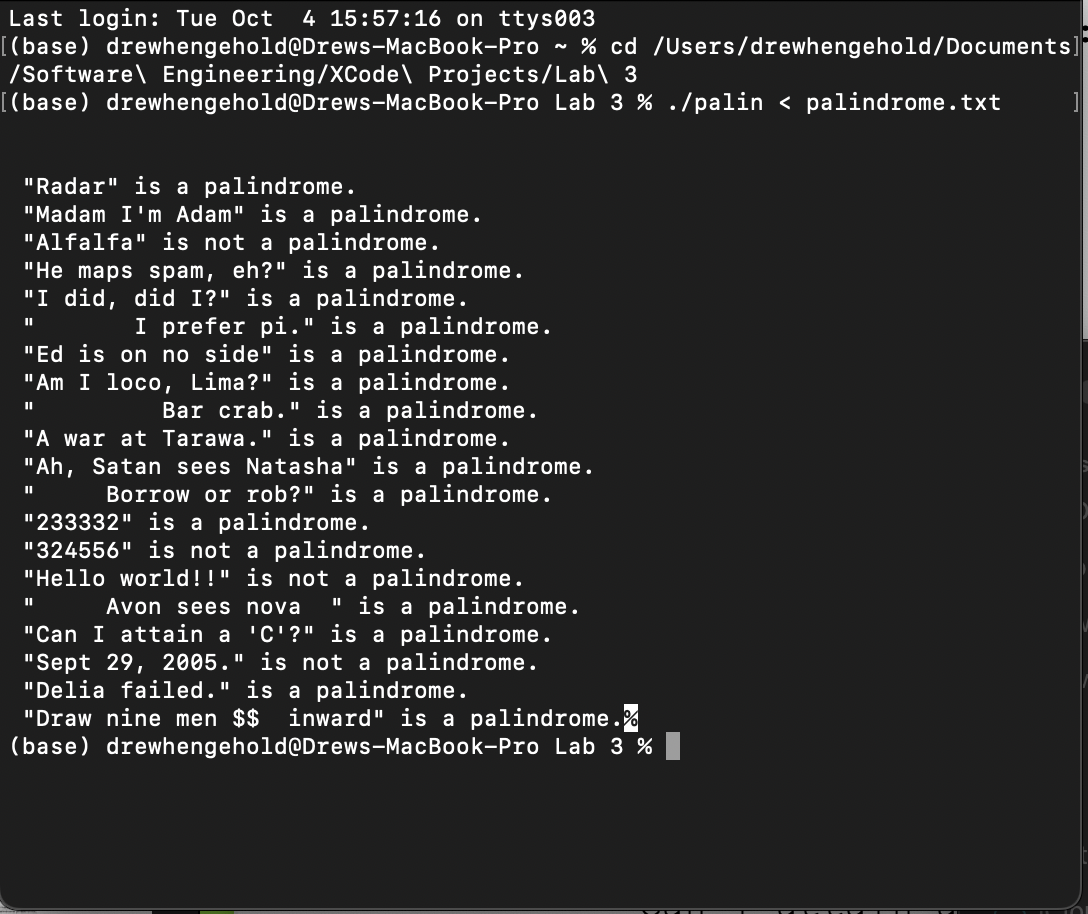 Last login: Tue Oct  4 15:57:16 on ttys003
[(base) drewhengehold@Drews-MacBook-Pro ~ % cd /Users/drewhengehold/Documents]
/Software\ Engineering/XCode\ Projects/Lab\ 3
[(base) drewhengehold@Drews-MacBook-Pro Lab 3 % ./palin < palindrome.txt     ]
 "Radar" is a palindrome.
 "Madam I'm Adam" is a palindrome.
 "Alfalfa" is not a palindrome.
 "He maps spam, eh?" is a palindrome.
 "I did, did I?" is a palindrome.
 "       I prefer pi." is a palindrome.
 "Ed is on no side" is a palindrome.
 "Am I loco, Lima?" is a palindrome.
 "         Bar crab." is a palindrome.
 "A war at Tarawa." is a palindrome.
 "Ah, Satan sees Natasha" is a palindrome.
 "     Borrow or rob?" is a palindrome.
 "233332" is a palindrome.
 "324556" is not a palindrome.
 "Hello world!!" is not a palindrome.
 "     Avon sees nova  " is a palindrome.
 "Can I attain a 'C'?" is a palindrome.
 "Sept 29, 2005." is not a palindrome.
 "Delia failed." is a palindrome.
 "Draw nine men $$  inward" is a palindrome.%
(base) drewhengehold@Drews-MacBook-Pro Lab 3 %